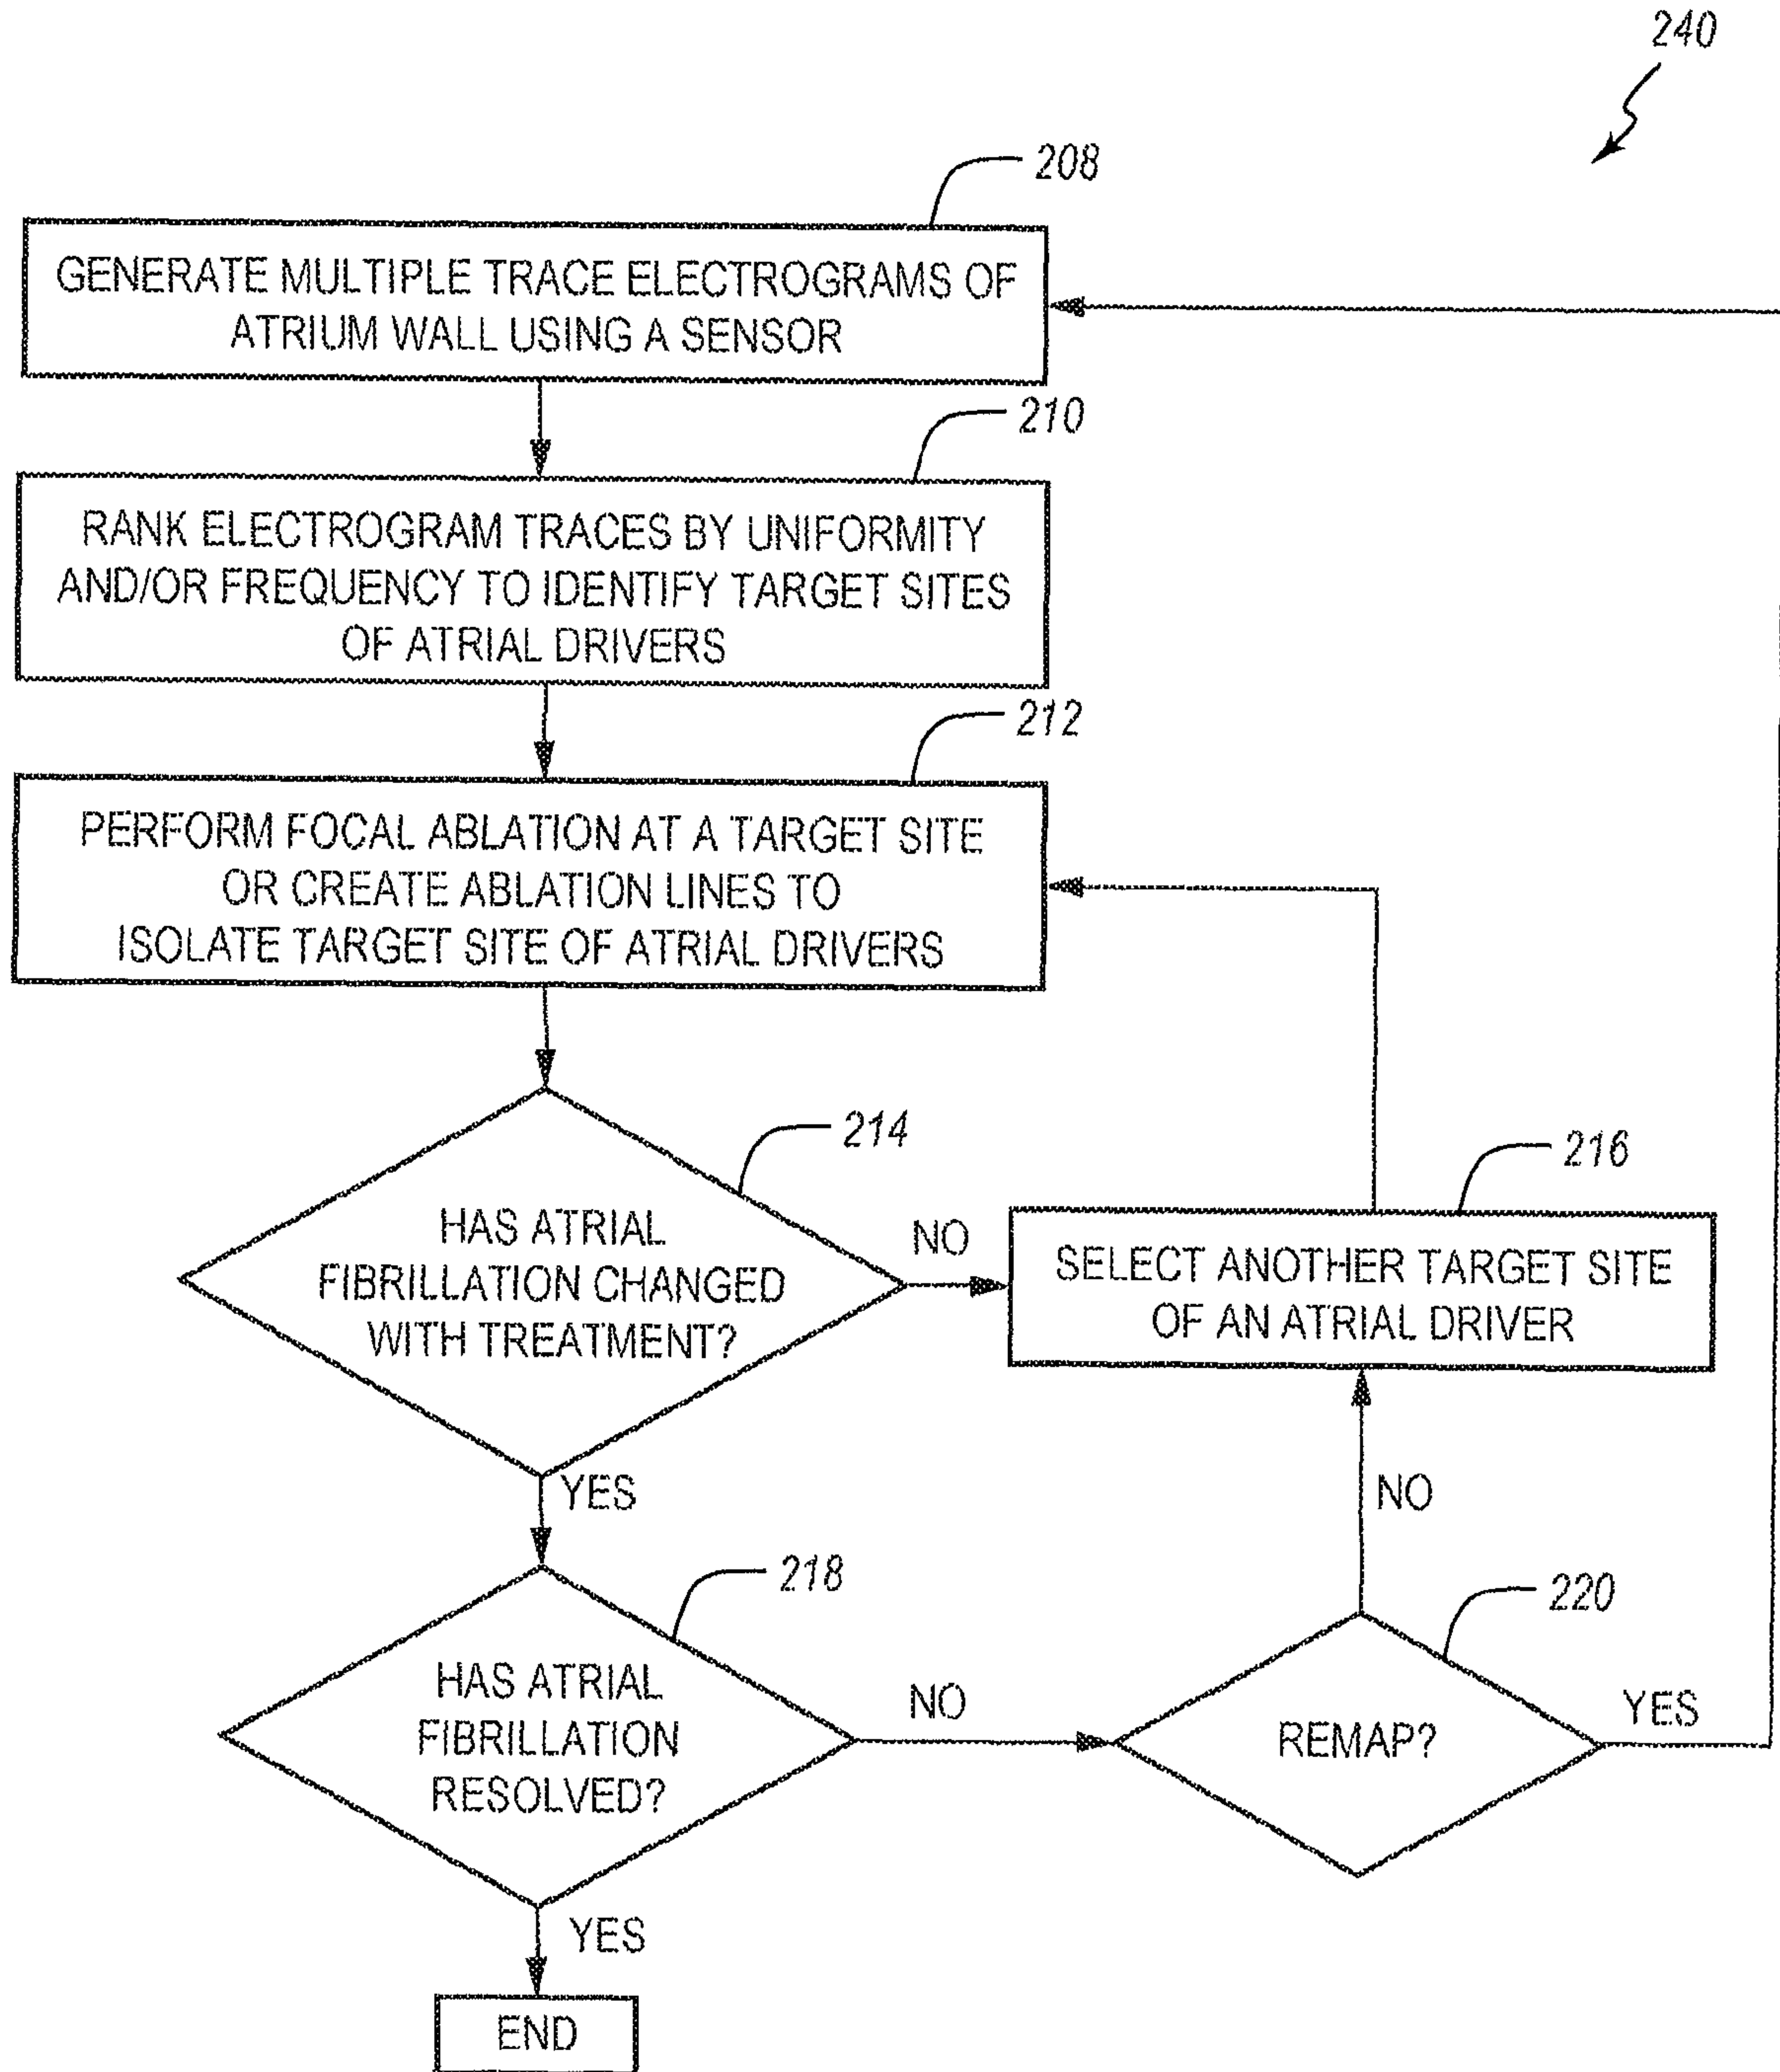 240
208
GENERATE MULTIPLE TRACE ELECTROGRAMS OF
ATRIUM WALL USING A SENSOR
210
RANK ELECTROGRAM TRACES BY UNIFORMITY
AND/OR FREQUENCY TO IDENTIFY TARGET SITES
OF ATRIAL DRIVERS
212
PERFORM FOCAL ABLATION AT A TARGET SITE
OR CREATE ABLATION LINES TO
ISOLATE TARGET SITE OF ATRIAL DRIVERS
214
HAS ATRIAL
FIBRILLATION CHANGED
WITH TREATMENT?
NO
216
SELECT ANOTHER TARGET SITE
OF AN ATRIAL DRIVER
YES
NO
218
HAS ATRIAL
FIBRILLATION
RESOLVED?
NO
220
REMAP?
YES
YES
END